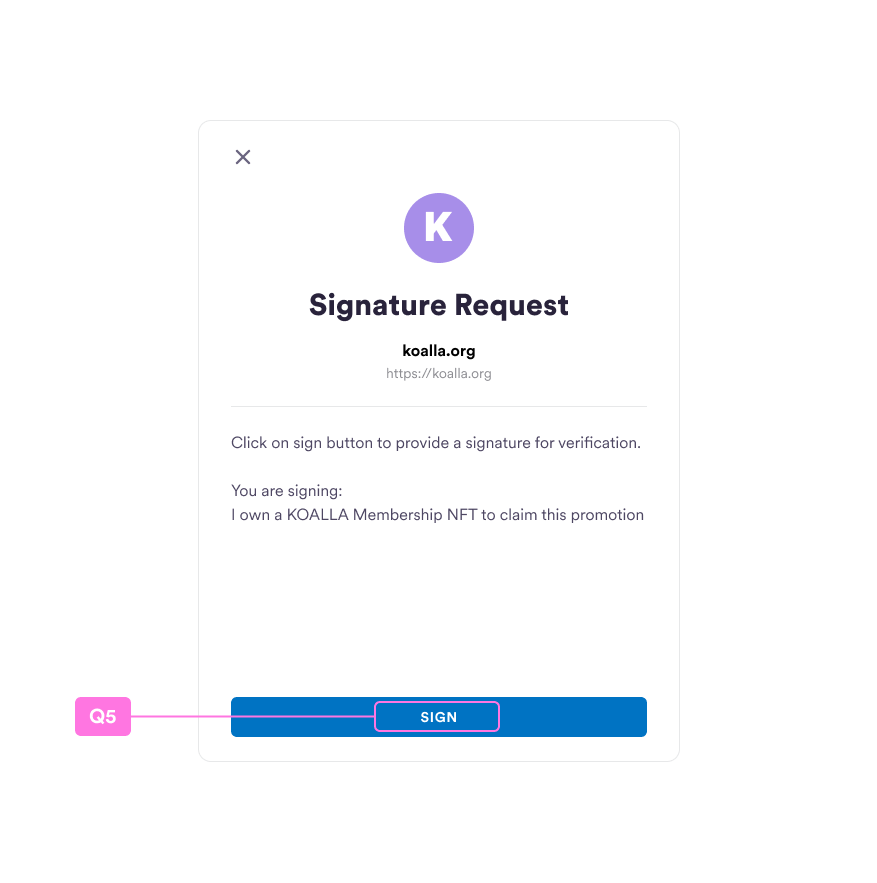 K
Signature Request
koalla.org
https://koalla.org
Click on sign button to provide a signature for verification.
You are signing:
I own a KOALLA Membership NFT to claim this promotion
Q5
SIGN